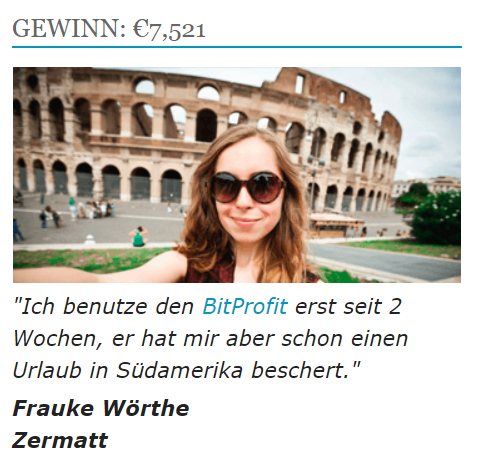 GEWINN: €7,521
"Ich benutze den BitProfit erst seit 2
Wochen, er hat mir aber schon einen
Urlaub in Südamerika beschert."
Frauke Wörthe
Zermatt